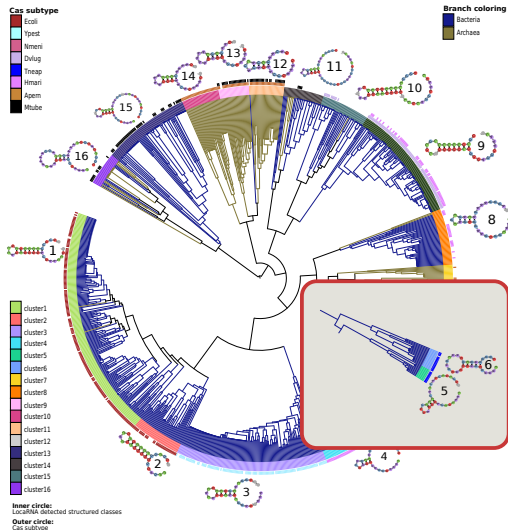 Cas subtype
Ecoli
Ypest
Nmeni
Dvlug
Tneap
Hmari
Apern
Mtube
Branch coloring
Bacteria
Archaea
13
12
14
11
10
15
9
16
8
1
6
5
4
2
3
cluster1
cluster2
cluster3
cluster4
cluster5
cluster6
cluster7
cluster8
cluster9
cluster10
cluster11
cluster12
cluster13
cluster14
cluster15
cluster16
Inner circle:
LocaRNA detected structured classes
Outer circle:
Cas subtype